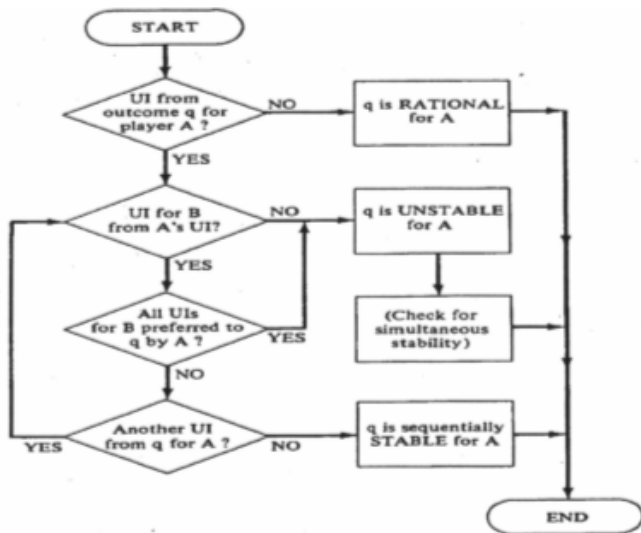 START
UI from
outcome q for
player A ?
NO
q is RATIONAL
for A
YES
UI for B
from A's UI?
NO
q is UNSTABLE
for A
YES
All UIs
for B preferred to
q by A ?
YES
(Check for
simultaneous
stability)
NO
Another UI
from q for A ?
YES
NO
q is sequentially
STABLE for A
END